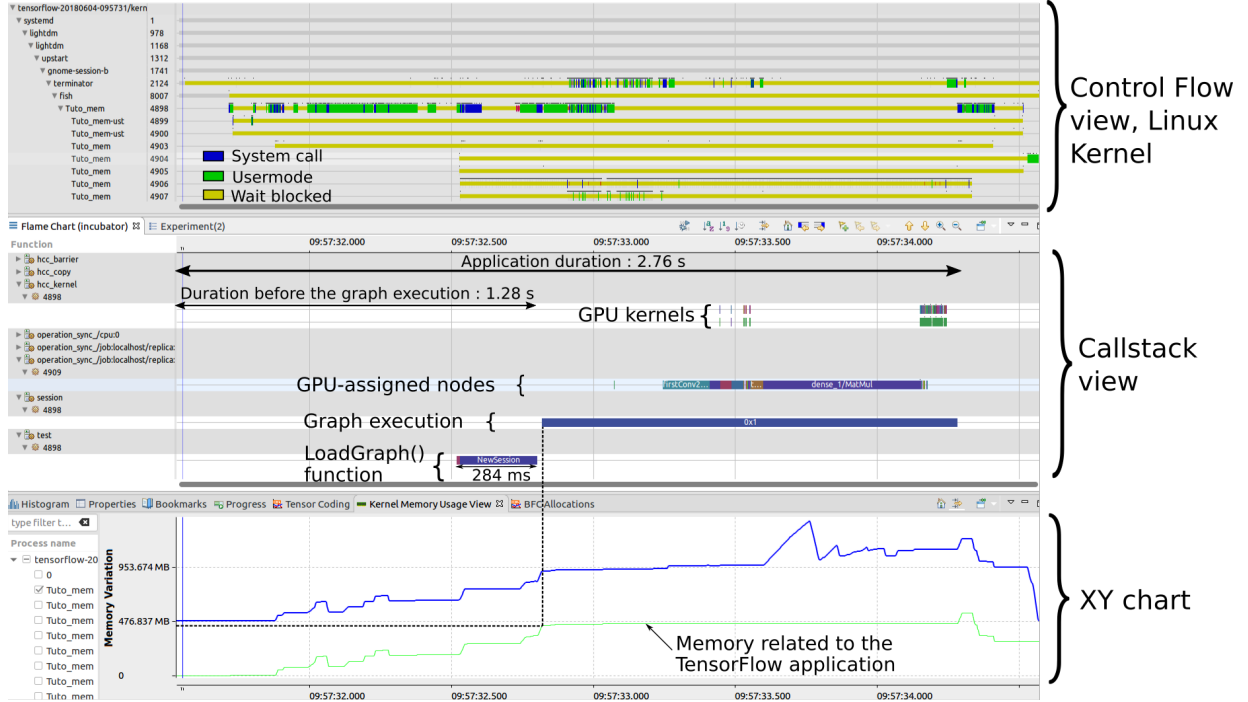 tensorflow-20180604-095731/kern
systemd 1
lightdm 978
lightdm 1168
upstart 1312
gnome-session-b 1741
terminator 2124
fish 8007
Tuto_mem 4898
Tuto_mem-ust 4899
Tuto_mem-ust 4900
Tuto_mem 4903
Tuto_mem 4904
Tuto_mem 4905
Tuto_mem 4906
Tuto_mem 4907
System call
Usermode
Wait blocked
Control Flow
view, Linux
Kernel
Flame Chart (incubator) Experiment(2)
Function
09:57:32.000 09:57:32.500 09:57:33.000 09:57:33.500 09:57:34.000
hcc_barrier
hcc_copy
hcc_kernel
4898
operation_sync_/cpu:0
operation_sync_/job:localhost/replica:
operation_sync_/job:localhost/replica:
4909
session
4898
test
4898
Application duration : 2.76 s
Duration before the graph execution : 1.28 s
GPU kernels
GPU-assigned nodes
firstConv2... t... dense_1/MatMul
Graph execution
0x1
LoadGraph()
function
NewSession
284 ms
Callstack
view
Histogram Properties Bookmarks Progress Tensor Coding Kernel Memory Usage View BFC Allocations
type filter t...
Process name
tensorflow-20
0
Tuto_mem
Tuto_mem
Tuto_mem
Tuto_mem
Tuto_mem
Tuto_mem
Tuto_mem
Tuto_mem
Memory Variation
953.674 MB
476.837 MB
0
Memory related to the
TensorFlow application
09:57:32.000 09:57:32.500 09:57:33.000 09:57:33.500 09:57:34.000
XY chart